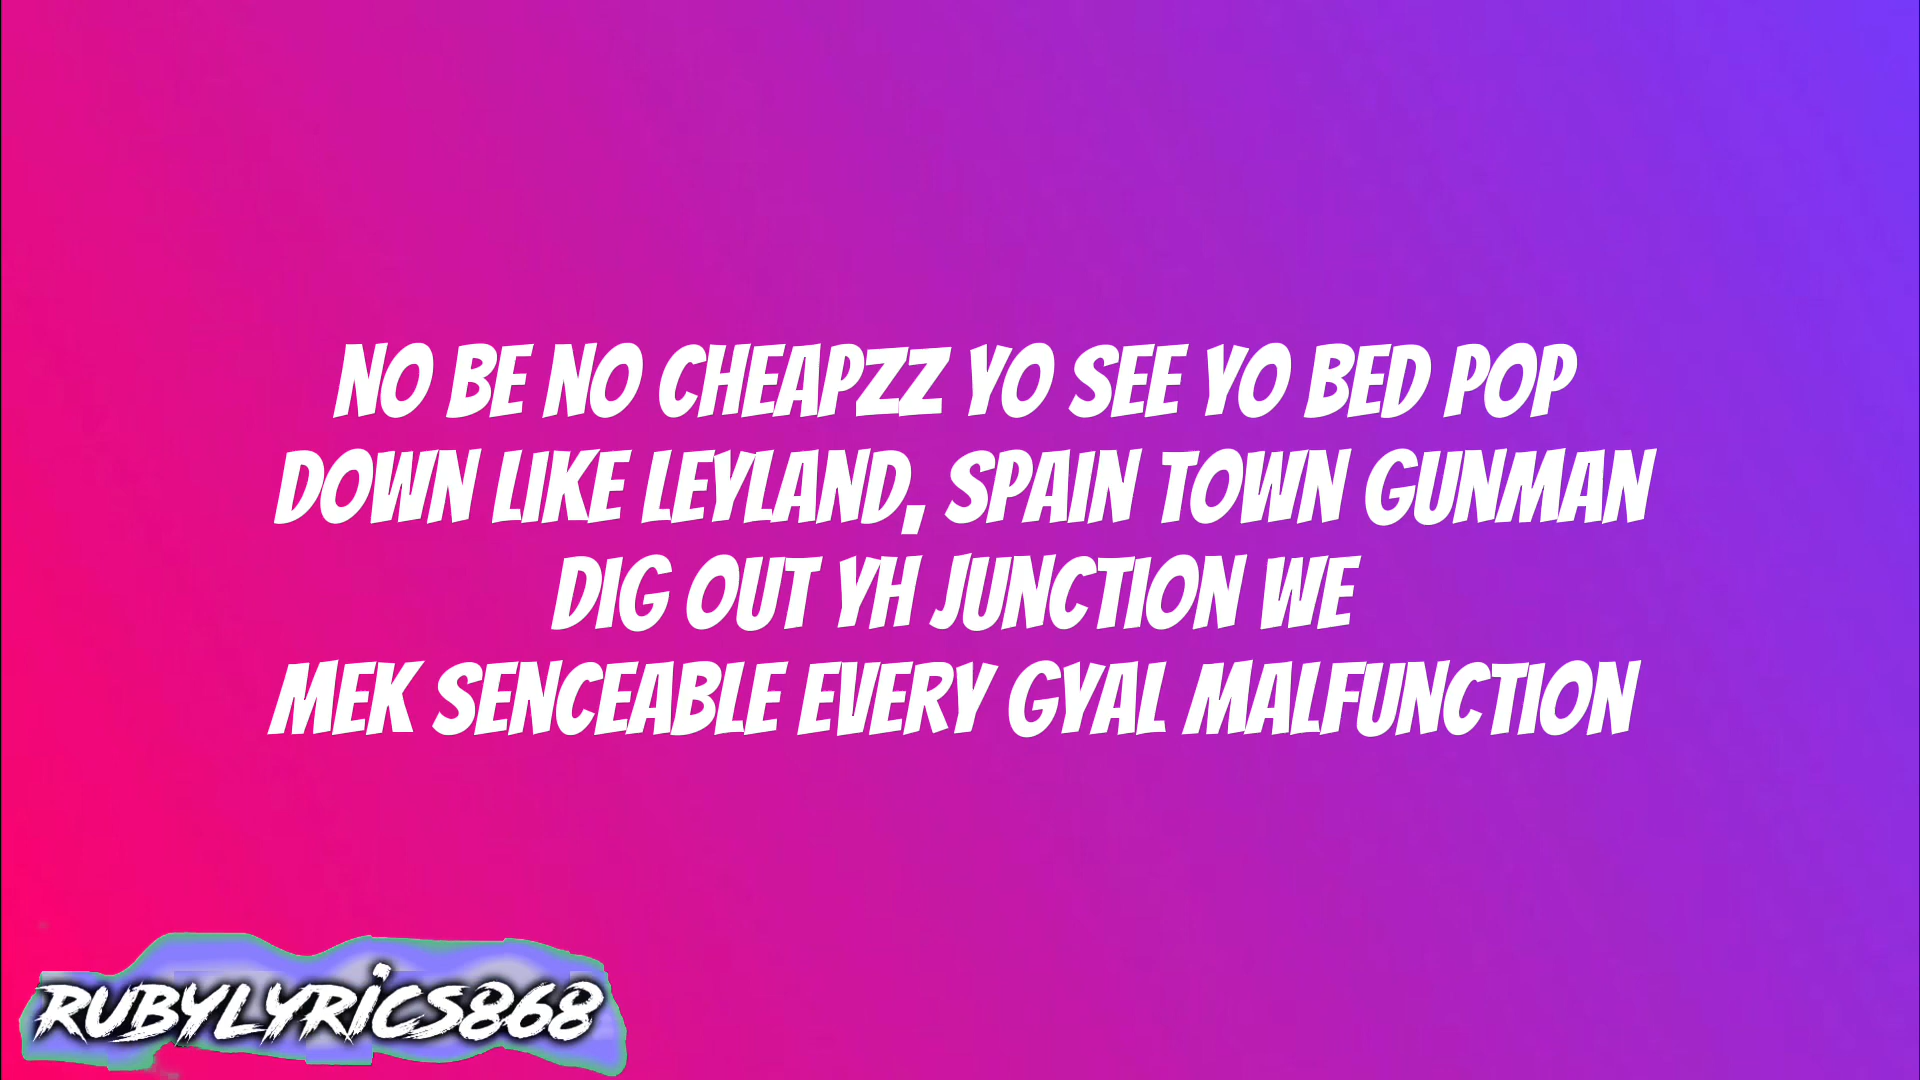 NO BE NO CHEAPZZ YO SEE YO BED POP
DOWN LIKE LEYLAND, SPAIN TOWN GUNMAN
DIG OUT YH JUNCTION WE
MEK SENCEABLE EVERY GYAL MALFUNCTION
RUBYLYRICS868